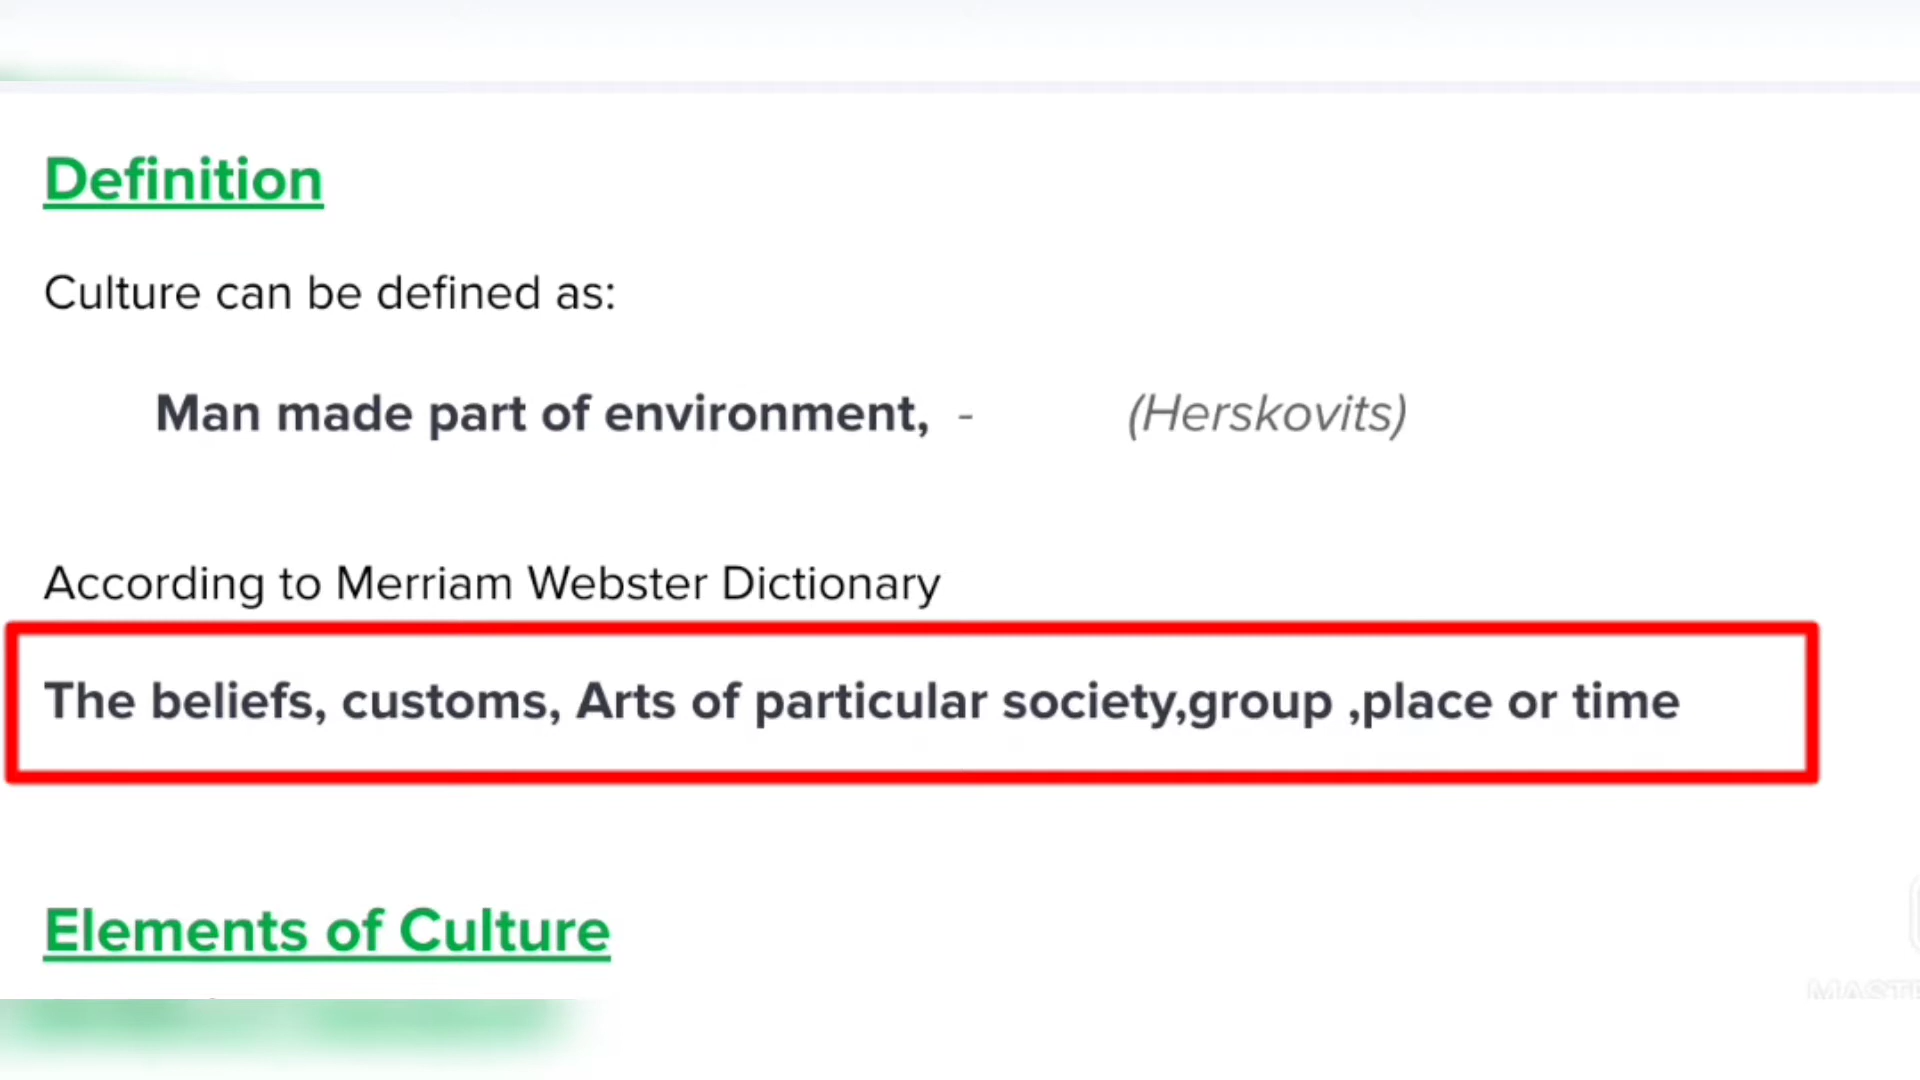 Definition
Culture can be defined as:
Man made part of environment, - (Herskovits)
According to Merriam Webster Dictionary
The beliefs, customs, Arts of particular society,group ,place or time
Elements of Culture